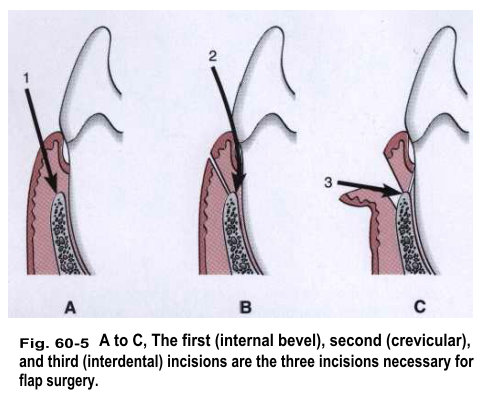 1
2
3
A
B
C
Fig. 60-5 A to C, The first (internal bevel), second (crevicular),
and third (interdental) incisions are the three incisions necessary for
flap surgery.